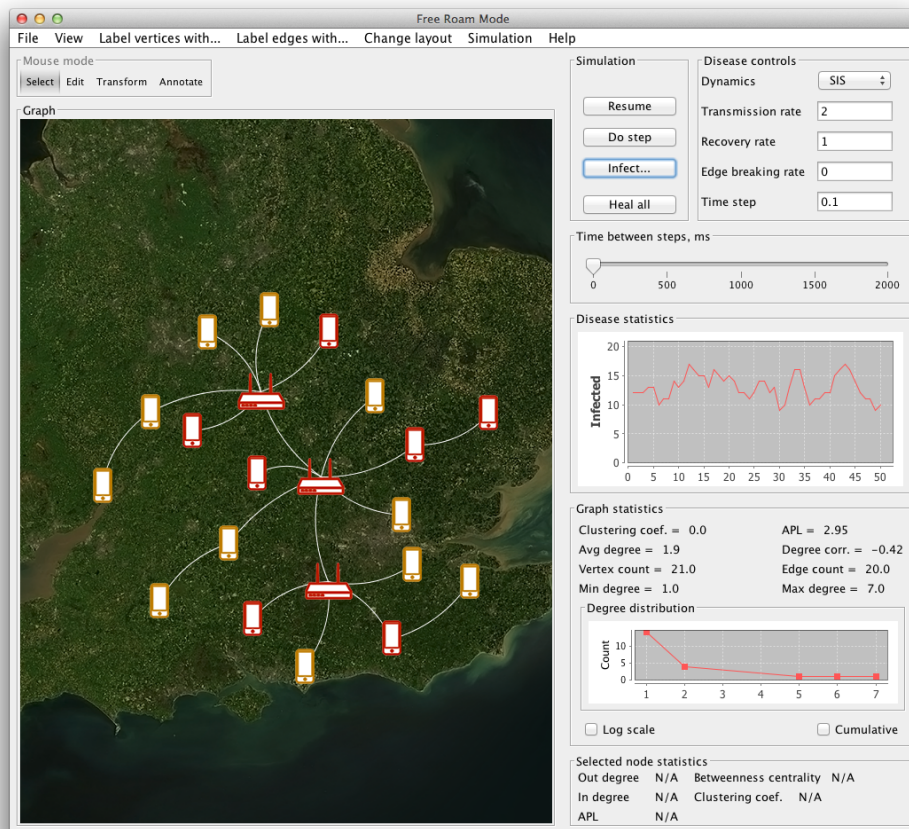 Free Roam Mode
File View Label vertices with... Label edges with... Change layout Simulation Help
Mouse mode
Select Edit Transform Annotate
Graph
Simulation
Resume
Do step
Infect...
Heal all
Disease controls
Dynamics SIS
Transmission rate 2
Recovery rate 1
Edge breaking rate 0
Time step 0.1
Time between steps, ms
0 500 1000 1500 2000
Disease statistics
Infected
20
15
10
5
0
0 5 10 15 20 25 30 35 40 45 50
Graph statistics
Clustering coef. = 0.0 APL = 2.95
Avg degree = 1.9 Degree corr. = -0.42
Vertex count = 21.0 Edge count = 20.0
Min degree = 1.0 Max degree = 7.0
Degree distribution
Count
10
5
0
1 2 3 4 5 6 7
Log scale Cumulative
Selected node statistics
Out degree N/A Betweenness centrality N/A
In degree N/A Clustering coef. N/A
APL N/A